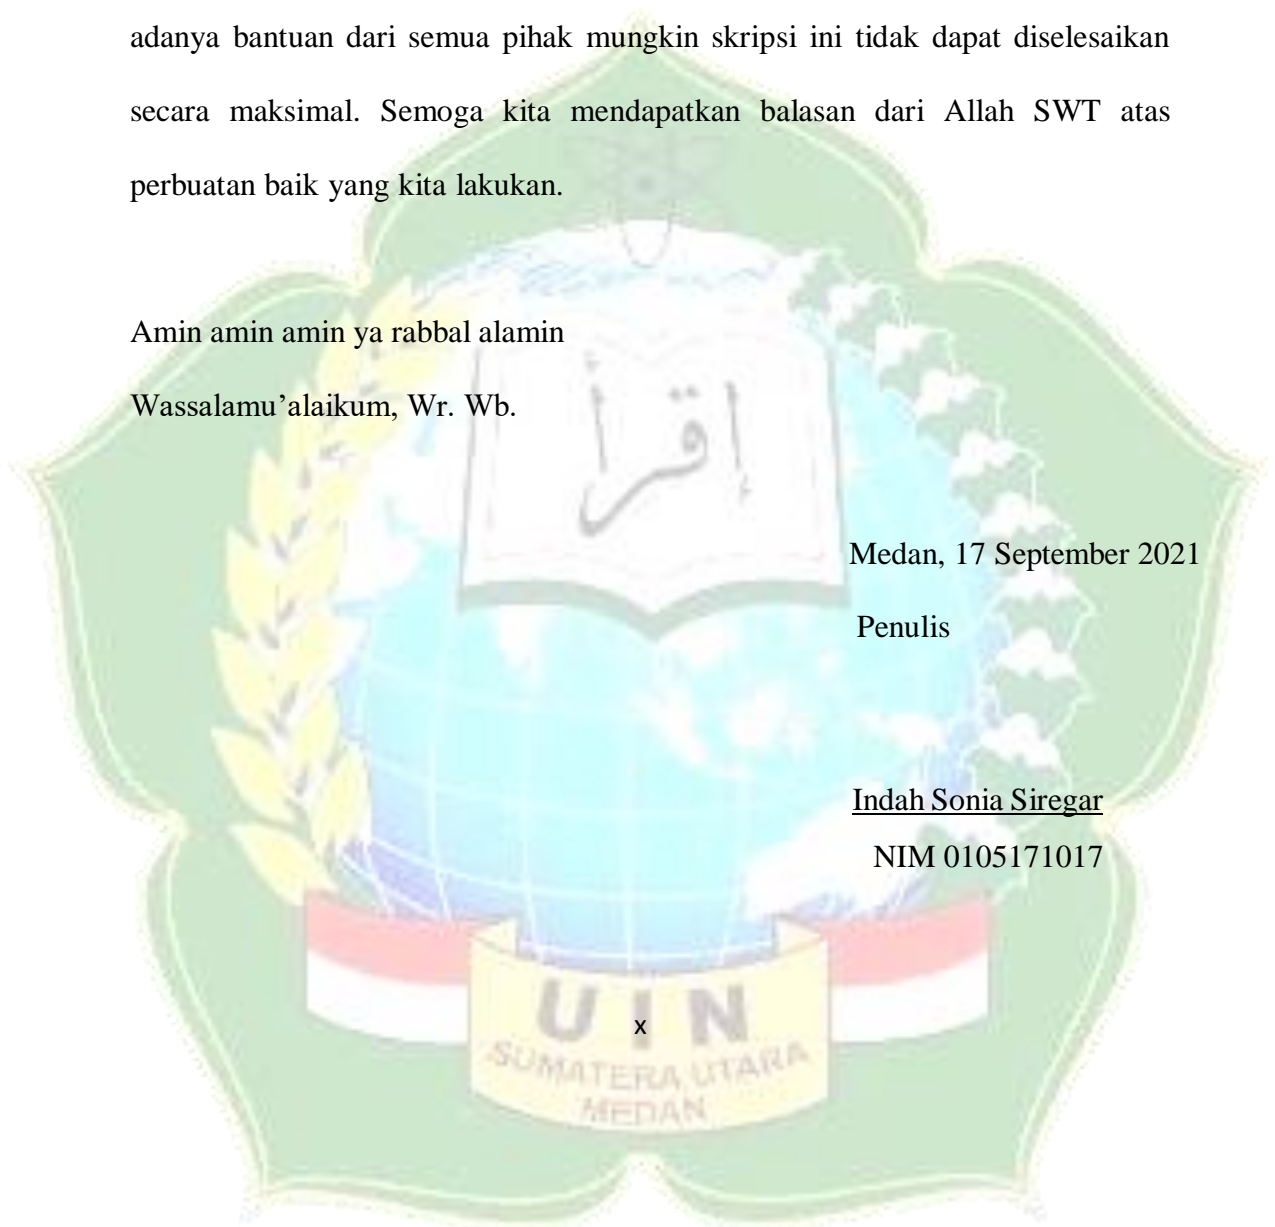 adanya bantuan dari semua pihak mungkin skripsi ini tidak dapat diselesaikan
secara maksimal. Semoga kita mendapatkan balasan dari Allah SWT atas
perbuatan baik yang kita lakukan.
Amin amin amin ya rabbal alamin
Wassalamu’alaikum, Wr. Wb.
إقرأ
Medan, 17 September 2021
Penulis
Indah Sonia Siregar
NIM 0105171017
UIN
x
SUMATERA UTARA
MEDAN